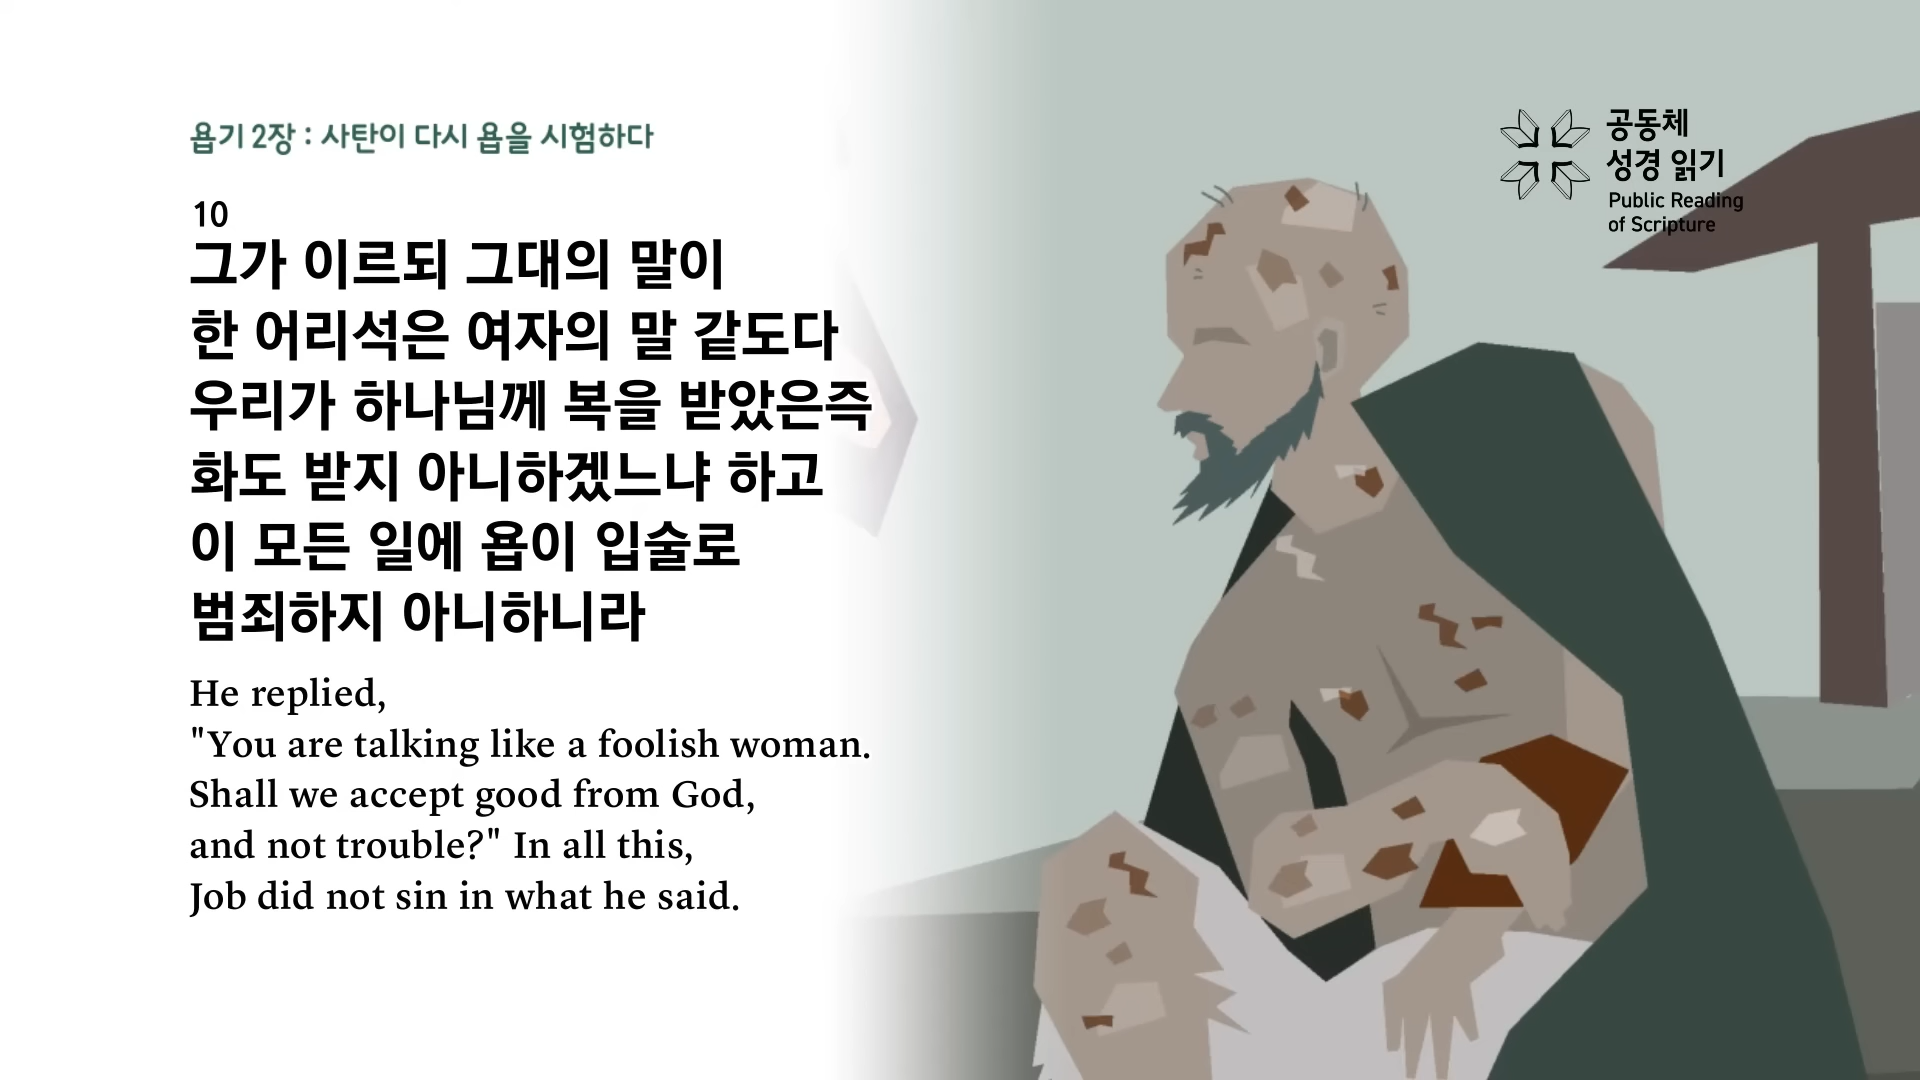 욥기 2장 : 사탄이 다시 욥을 시험하다
10
그가 이르되 그대의 말이
한 어리석은 여자의 말 같도다
우리가 하나님께 복을 받았은즉
화도 받지 아니하겠느냐 하고
이 모든 일에 욥이 입술로
범죄하지 아니하니라
He replied,
"You are talking like a foolish woman.
Shall we accept good from God,
and not trouble?" In all this,
Job did not sin in what he said.
공동체
성경 읽기
Public Reading
of Scripture